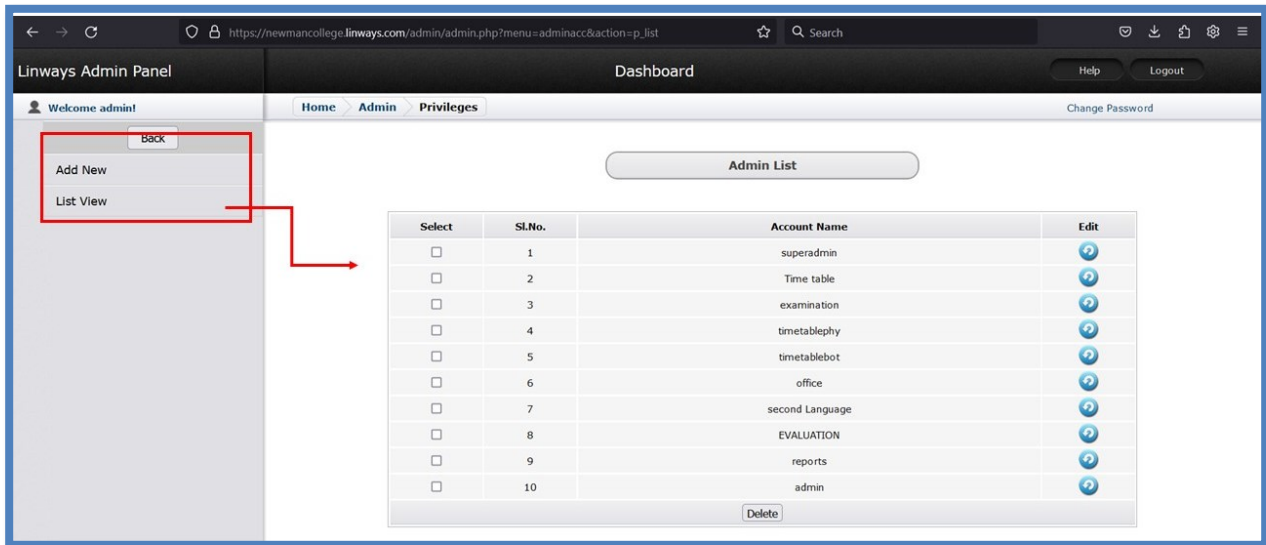 https://newmancollege.linways.com/admin/admin.php?menu=adminacc&action=p_list Search
Linways Admin Panel Dashboard Help Logout
Welcome admin! Home Admin Privileges Change Password
Back
Add New
List View
Admin List
Select Sl.No. Account Name Edit
1 superadmin
2 Time table
3 examination
4 timetablephy
5 timetablebot
6 office
7 second Language
8 EVALUATION
9 reports
10 admin
Delete